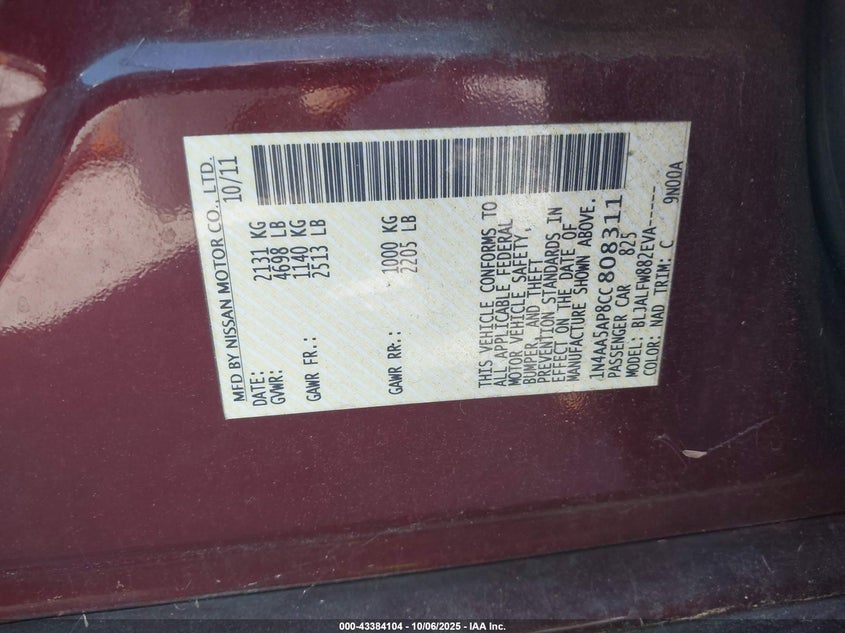 MFD BY NISSAN MOTOR CO., LTD.
DATE: 10/11
GVWR: 2131 KG
4698 LB
GAWR FR.: 1140 KG
2513 LB
GAWR RR.: 1000 KG
2205 LB
THIS VEHICLE CONFORMS TO
ALL APPLICABLE FEDERAL
MOTOR VEHICLE SAFETY,
BUMPER, AND THEFT
PREVENTION STANDARDS IN
EFFECT ON THE DATE OF
MANUFACTURE SHOWN ABOVE.
1N4AA5AP8CC808311
PASSENGER CAR 825
MODEL: BLJALFW882EVA------
COLOR: NAD TRIM: C 9N00A
000-43384104 - 10/06/2025 - IAA Inc.